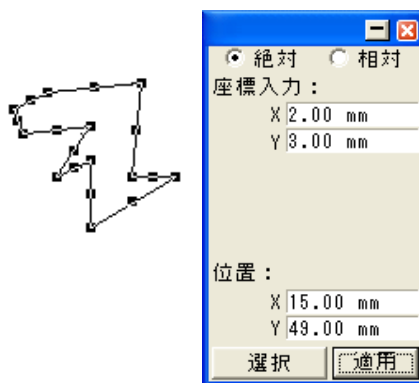 絶対 相対
座標入力：
X 2.00 mm
Y 3.00 mm
位置：
X 15.00 mm
Y 49.00 mm
選択 適用